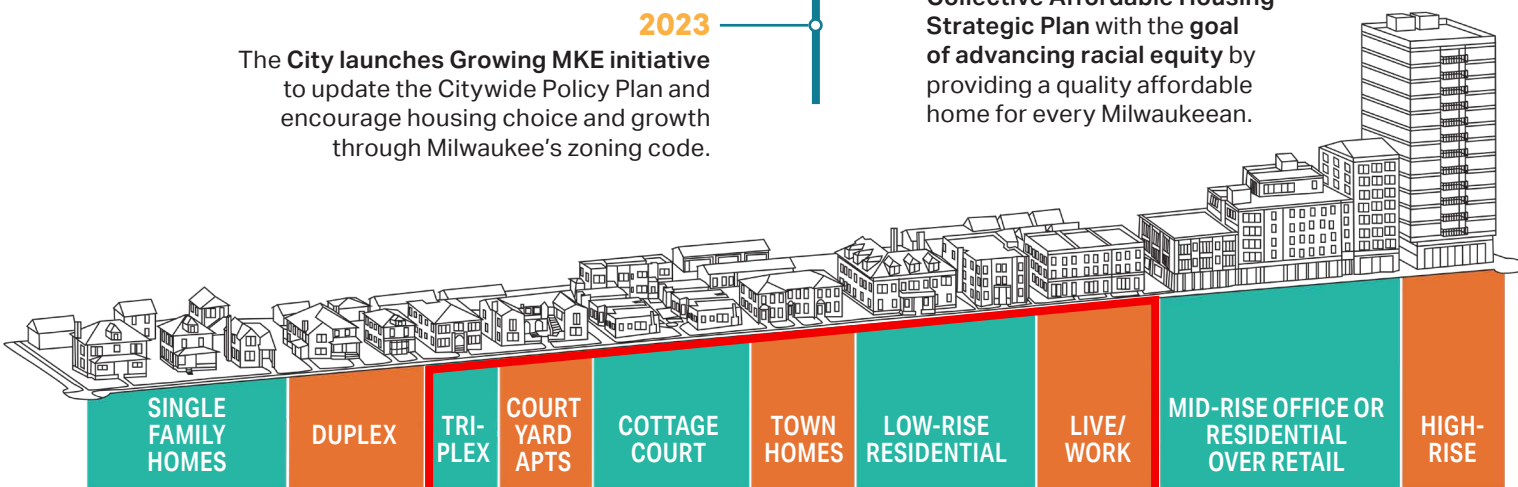 2023
The City launches Growing MKE initiative
to update the Citywide Policy Plan and
encourage housing choice and growth
through Milwaukee's zoning code.
Collective Affordable Housing
Strategic Plan with the goal
of advancing racial equity by
providing a quality affordable
home for every Milwaukeean.
SINGLE
FAMILY
HOMES
DUPLEX
TRI-
PLEX
COURT
YARD
APTS
COTTAGE
COURT
TOWN
HOMES
LOW-RISE
RESIDENTIAL
LIVE/
WORK
MID-RISE OFFICE OR
RESIDENTIAL
OVER RETAIL
HIGH-
RISE